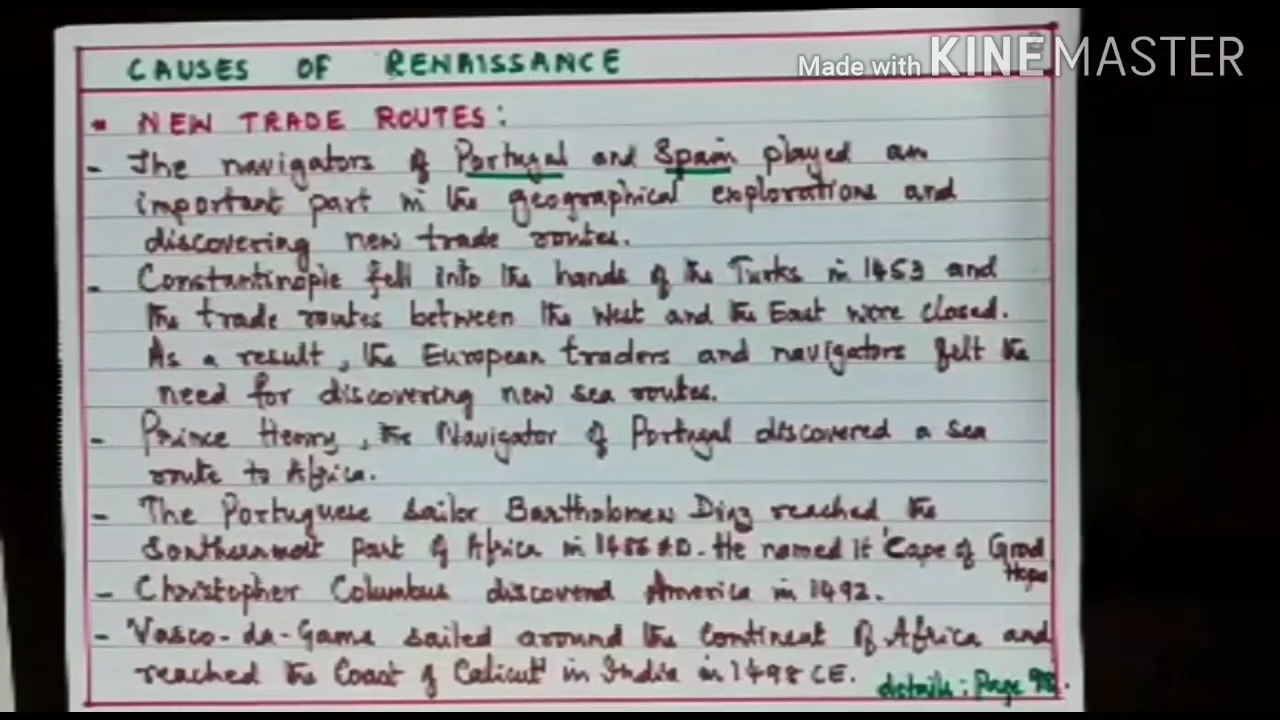 CAUSES OF RENAISSANCE
Made with KINEMASTER
• NEW TRADE ROUTES:
- The navigators of Portugal and Spain played an
important part in the geographical explorations and
discovering new trade routes.
- Constantinople fell into the hands of the Turks in 1453 and
the trade routes between the West and the East were closed.
As a result, the European traders and navigators felt the
need for discovering new sea routes.
- Prince Henry, the Navigator of Portugal discovered a sea
route to Africa.
- The Portuguese sailor Bartholomew Diaz reached the
Southernmost part of Africa in AD. He named it 'Cape of Good
Hope
- Christopher Columbus discovered America in 1492.
- Vasco-da-Gama sailed around the continent of Africa and
reached the Coast of Calicut in India in 1498 CE.
details: Page